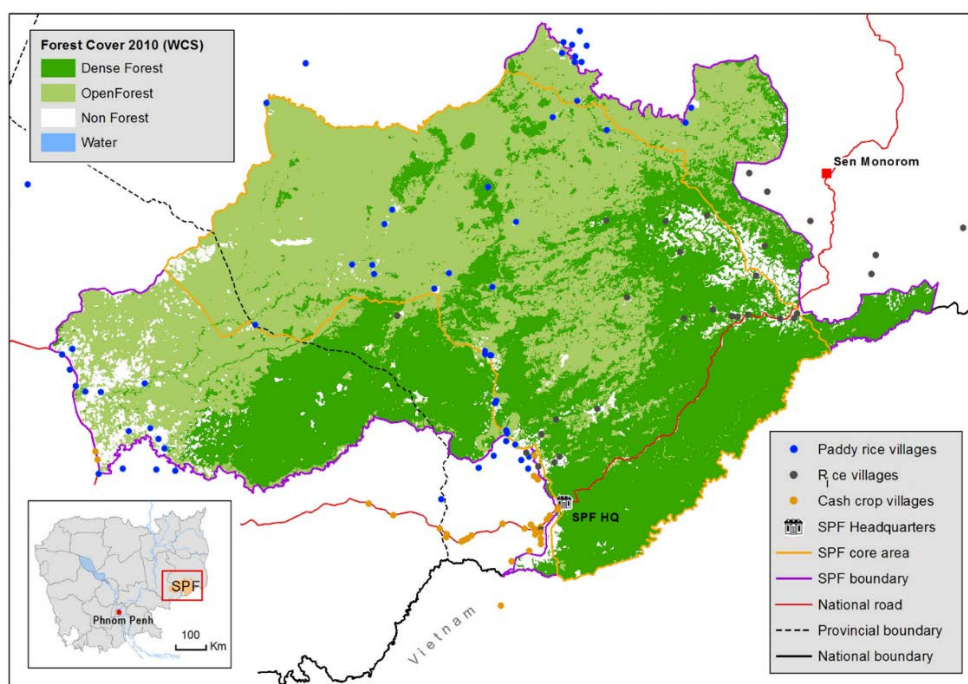 Forest Cover 2010 (WCS)
Dense Forest
OpenForest
Non Forest
Water
Sen Monorom
SPF HQ
Vietnam
Paddy rice villages
R_i ce villages
Cash crop villages
SPF Headquarters
SPF core area
SPF boundary
National road
Provincial boundary
National boundary
SPF
Phnom Penh
100
Km